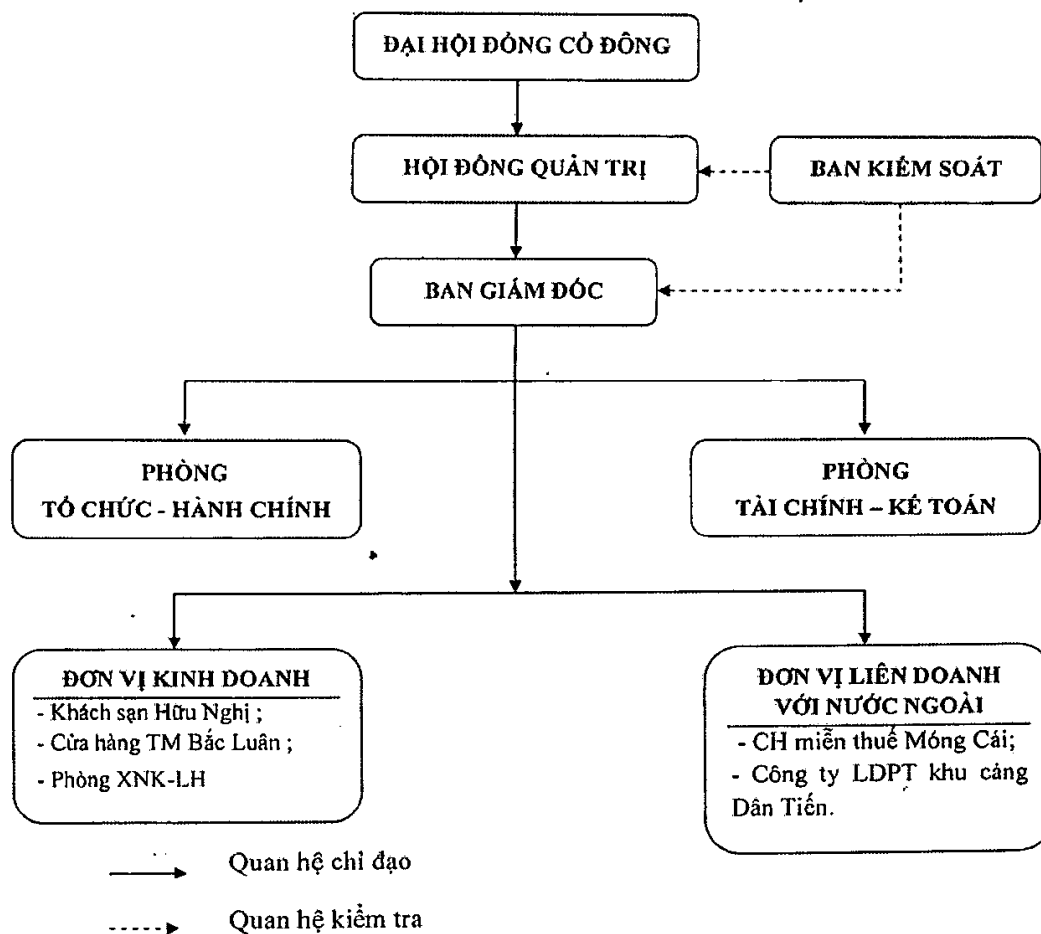 ĐẠI HỘI ĐỒNG CỔ ĐÔNG
HỘI ĐỒNG QUẢN TRỊ
BAN KIỂM SOÁT
BAN GIÁM ĐỐC
PHÒNG
TỔ CHỨC - HÀNH CHÍNH
PHÒNG
TÀI CHÍNH – KẾ TOÁN
ĐƠN VỊ KINH DOANH
- Khách sạn Hữu Nghị ;
- Cửa hàng TM Bắc Luân ;
- Phòng XNK-LH
ĐƠN VỊ LIÊN DOANH
VỚI NƯỚC NGOÀI
- CH miễn thuế Móng Cái;
- Công ty LDPT khu cảng
Dân Tiến.
Quan hệ chỉ đạo
Quan hệ kiểm tra